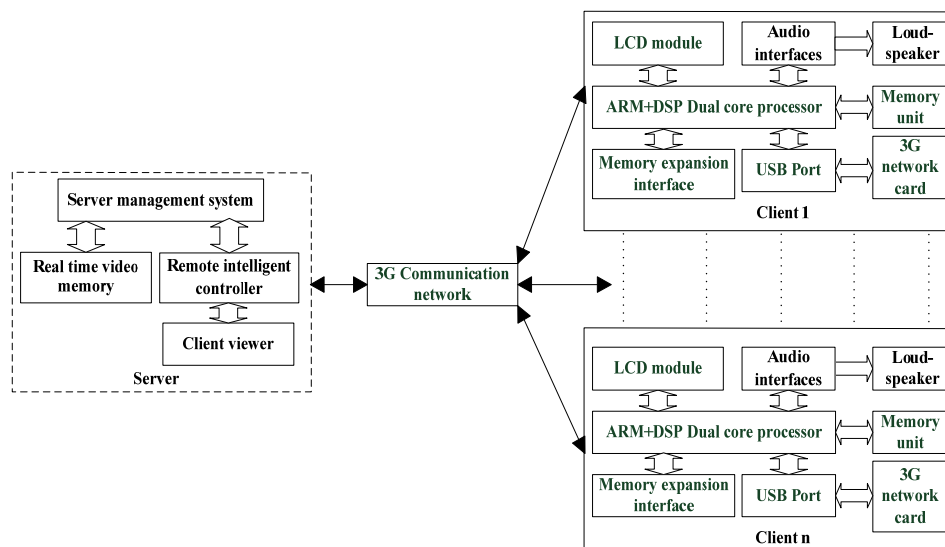 Server management system
Real time video
memory
Remote intelligent
controller
Client viewer
Server
3G Communication
network
LCD module
Audio
interfaces
Loud-
speaker
ARM+DSP Dual core processor
Memory
unit
Memory expansion
interface
USB Port
3G
network
card
Client 1
LCD module
Audio
interfaces
Loud-
speaker
ARM+DSP Dual core processor
Memory
unit
Memory expansion
interface
USB Port
3G
network
card
Client n